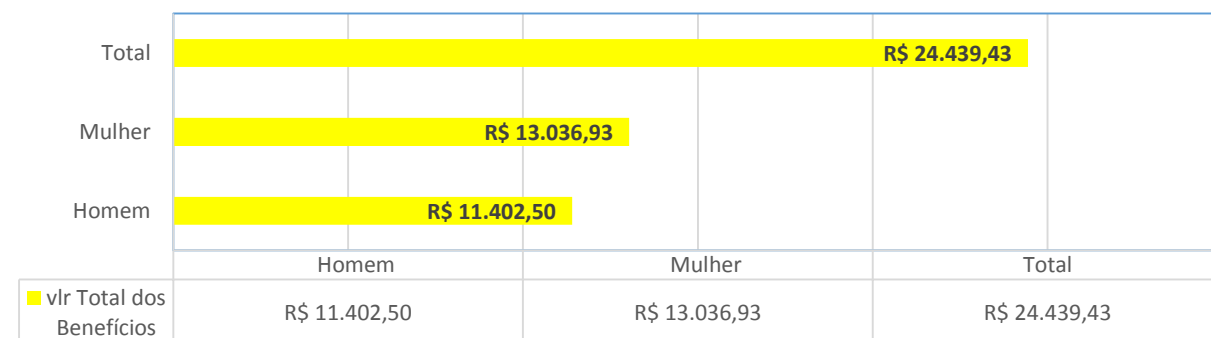 Total
R$ 24.439,43
Mulher
R$ 13.036,93
Homem
R$ 11.402,50
Homem Mulher Total
vlr Total dos
Benefícios
R$ 11.402,50 R$ 13.036,93 R$ 24.439,43